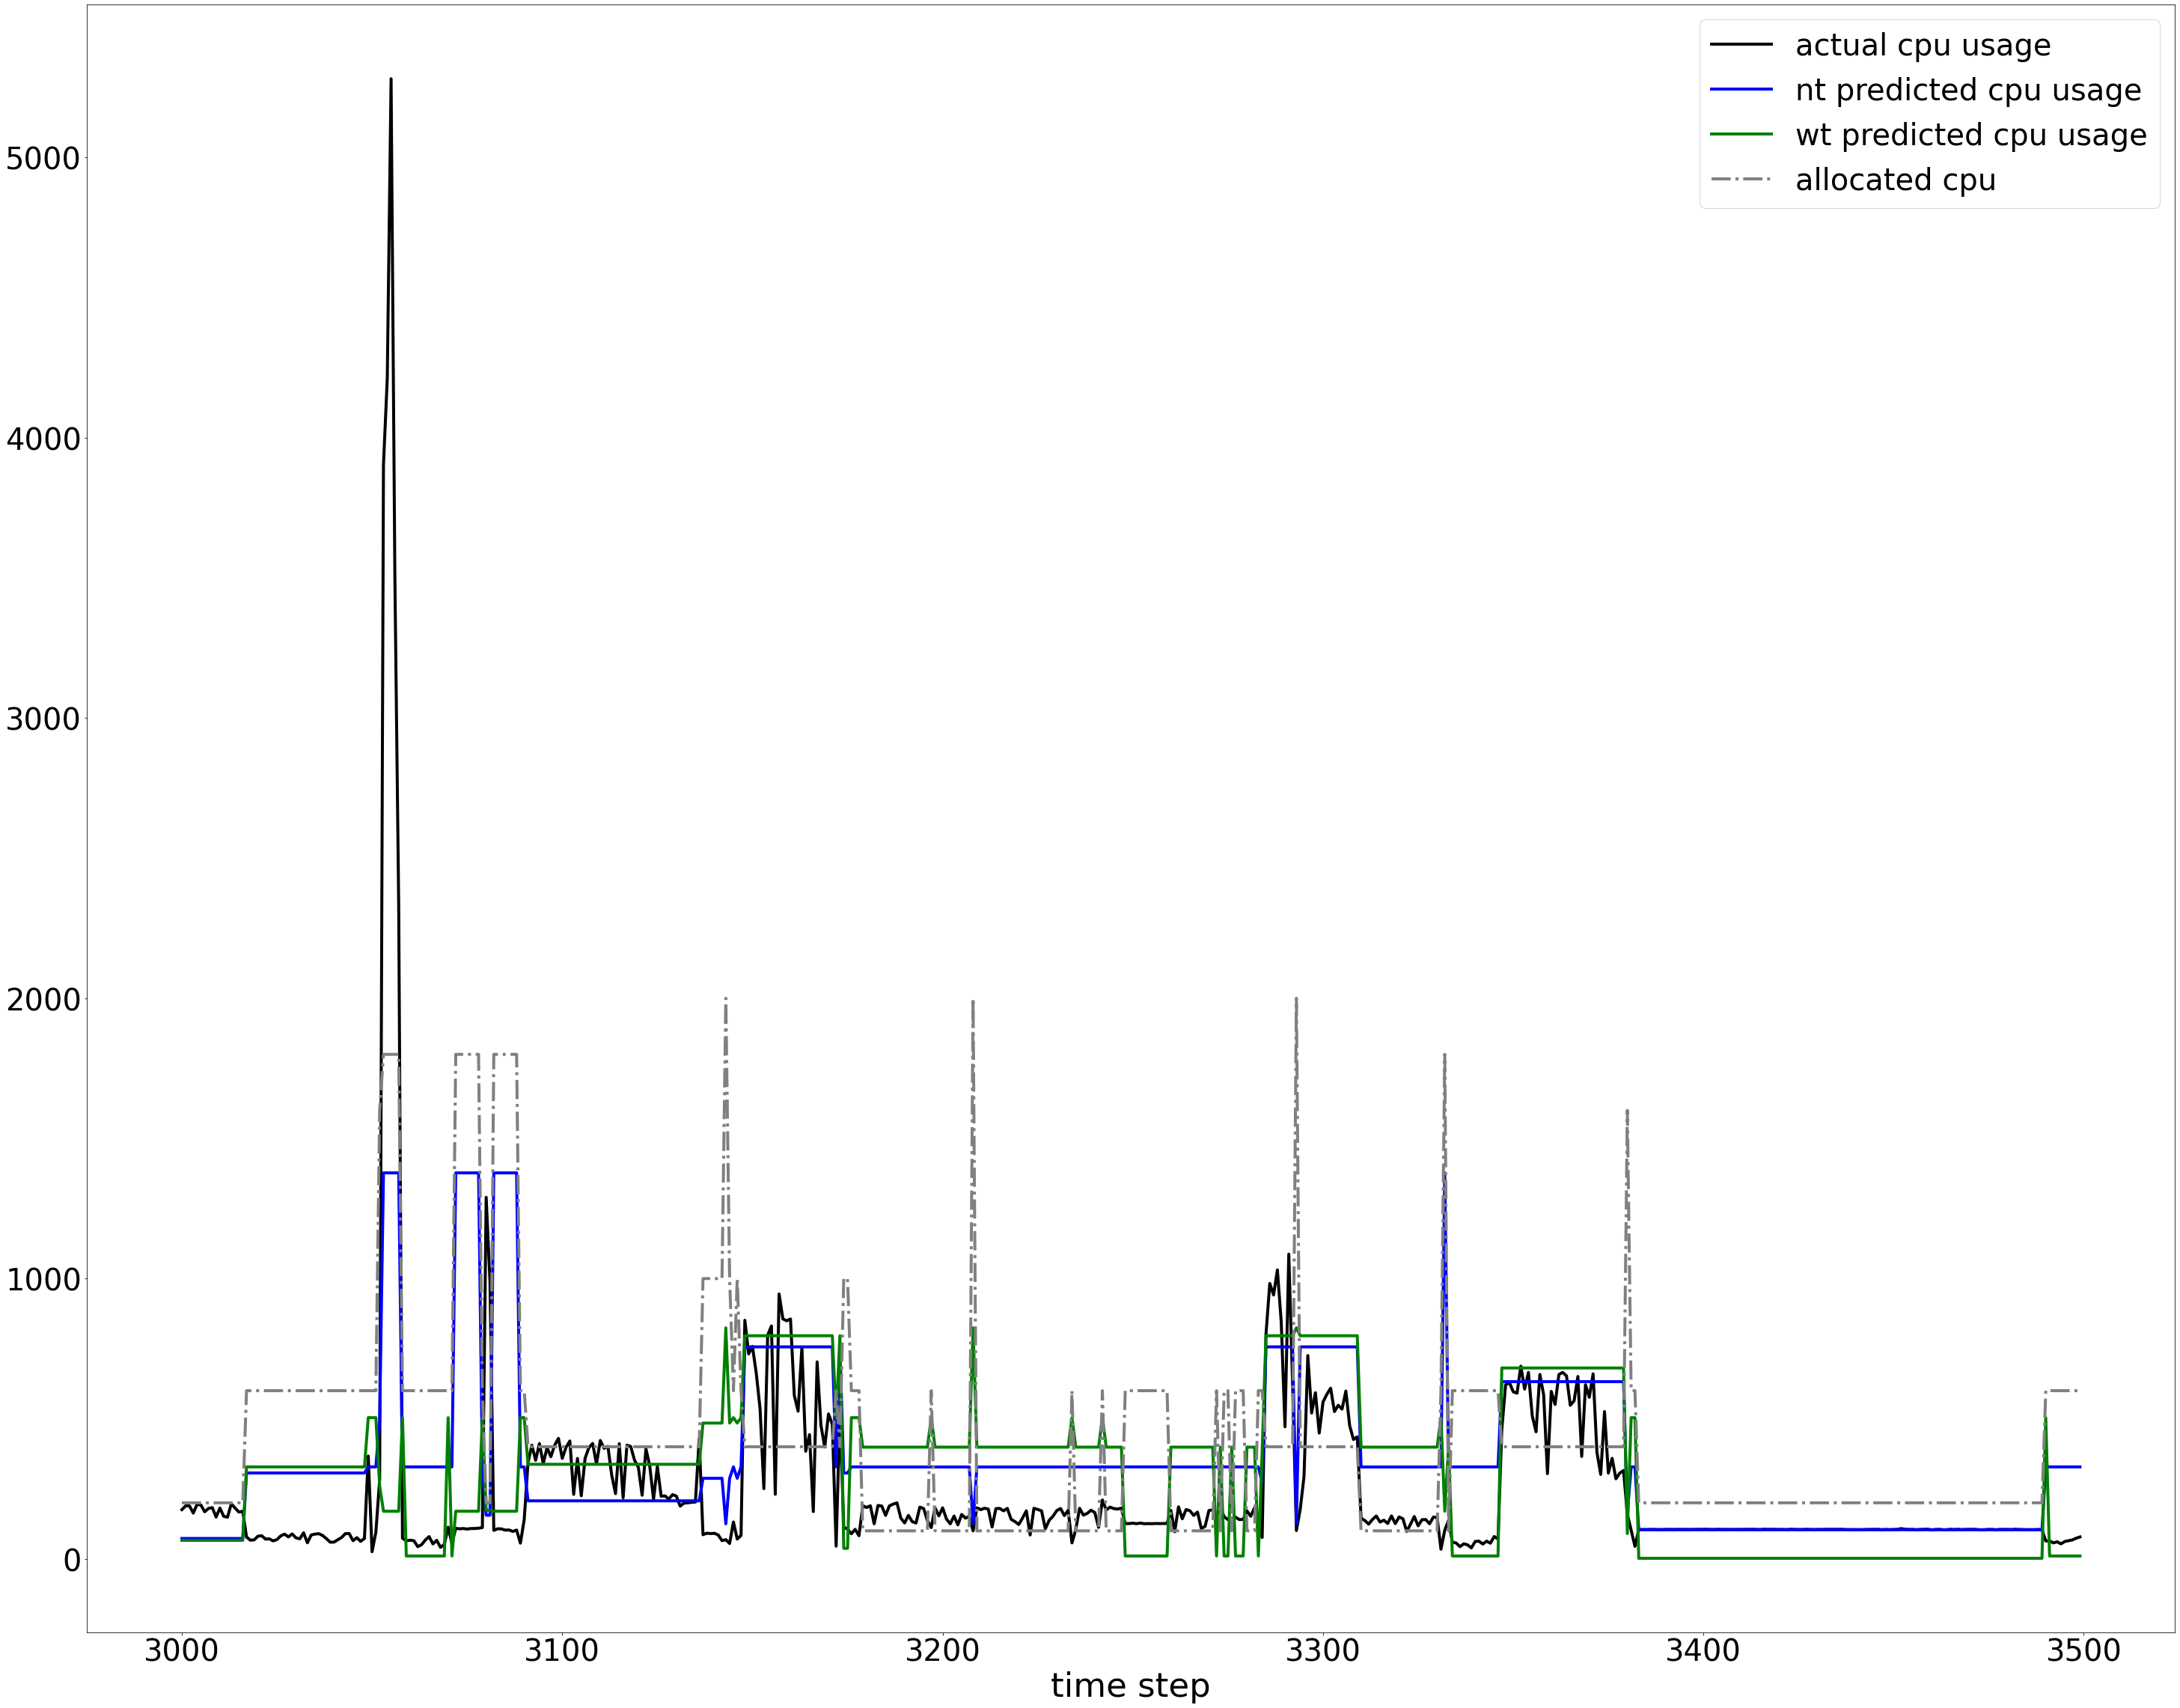 actual cpu usage
nt predicted cpu usage
wt predicted cpu usage
allocated cpu
5000
4000
3000
2000
1000
0
3000 3100 3200 3300 3400 3500
time step